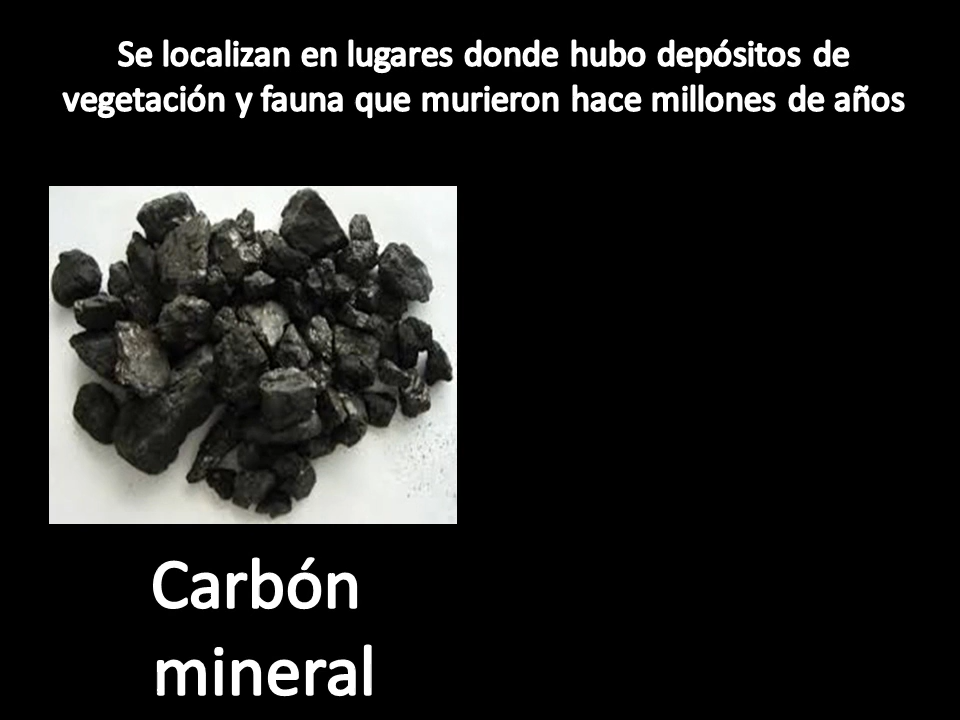 Se localizan en lugares donde hubo depósitos de
vegetación y fauna que murieron hace millones de años
Carbón
mineral